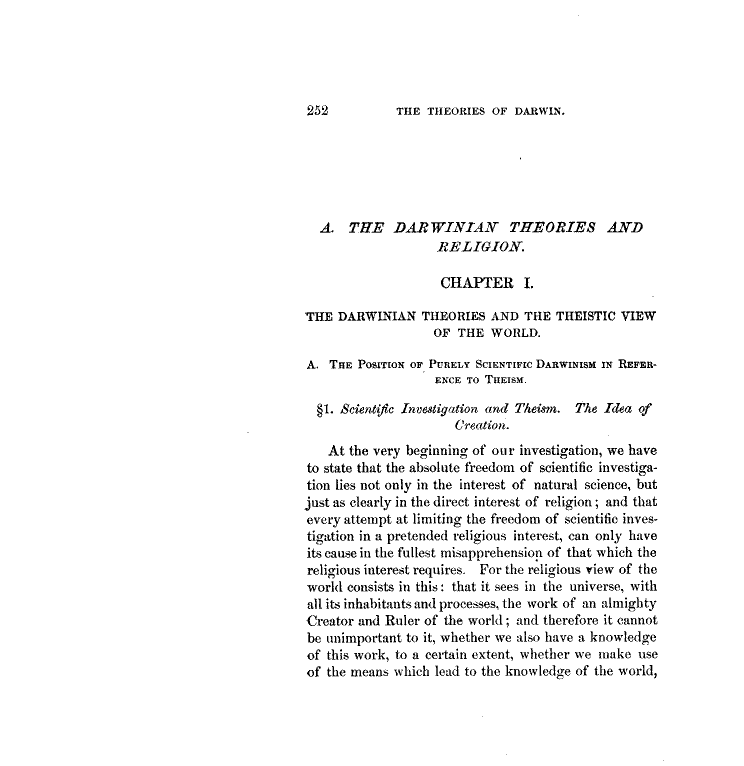 252 THE THEORIES OF DARWIN.
A. THE DARWINIAN THEORIES AND
RELIGION.
CHAPTER I.
THE DARWINIAN THEORIES AND THE THEISTIC VIEW
OF THE WORLD.
A. The Position of Purely Scientific Darwinism in Refer-
ence to Theism.
§1. Scientific Investigation and Theism. The Idea of
Creation.
At the very beginning of our investigation, we have
to state that the absolute freedom of scientific investiga-
tion lies not only in the interest of natural science, but
just as clearly in the direct interest of religion; and that
every attempt at limiting the freedom of scientific inves-
tigation in a pretended religious interest, can only have
its cause in the fullest misapprehension of that which the
religious interest requires. For the religious view of the
world consists in this: that it sees in the universe, with
all its inhabitants and processes, the work of an almighty
Creator and Ruler of the world; and therefore it cannot
be unimportant to it, whether we also have a knowledge
of this work, to a certain extent, whether we make use
of the means which lead to the knowledge of the world,